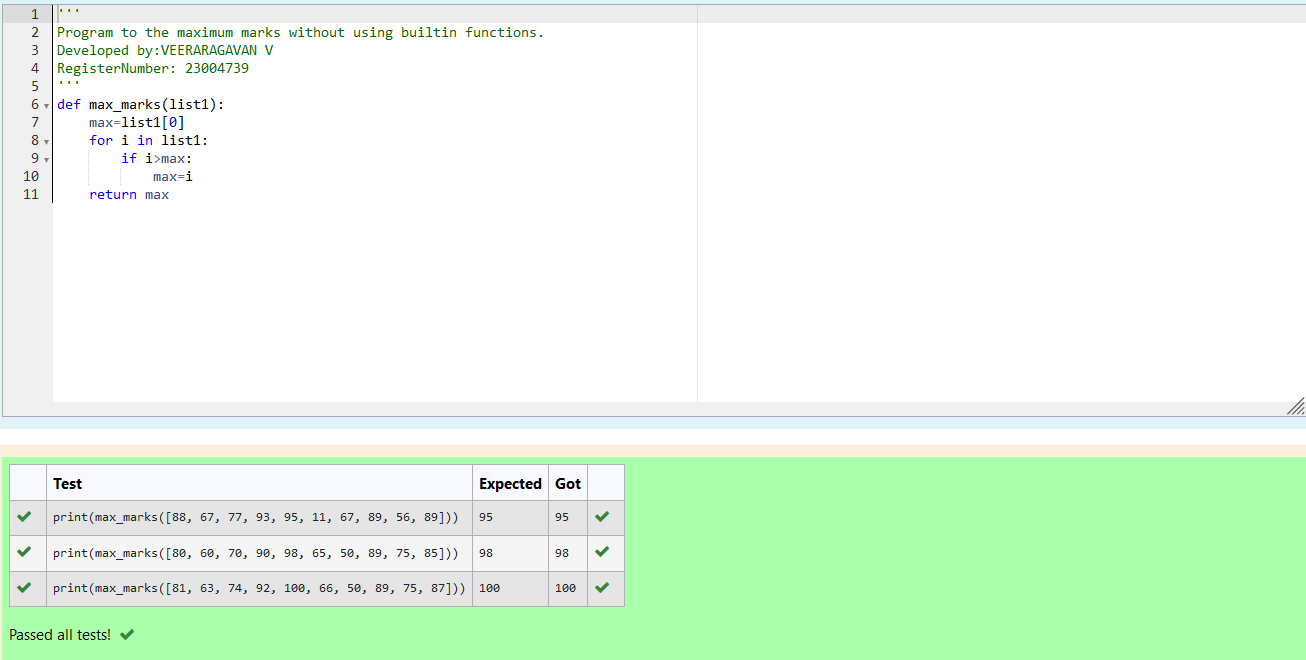 1 '''
2 Program to the maximum marks without using builtin functions.
3 Developed by:VEERARAGAVAN V
4 RegisterNumber: 23004739
5 '''
6 def max_marks(list1):
7     max=list1[0]
8     for i in list1:
9         if i>max:
10             max=i
11     return max
Test Expected Got
print(max_marks([88, 67, 77, 93, 95, 11, 67, 89, 56, 89])) 95 95
print(max_marks([80, 60, 70, 90, 98, 65, 50, 89, 75, 85])) 98 98
print(max_marks([81, 63, 74, 92, 100, 66, 50, 89, 75, 87])) 100 100
Passed all tests!